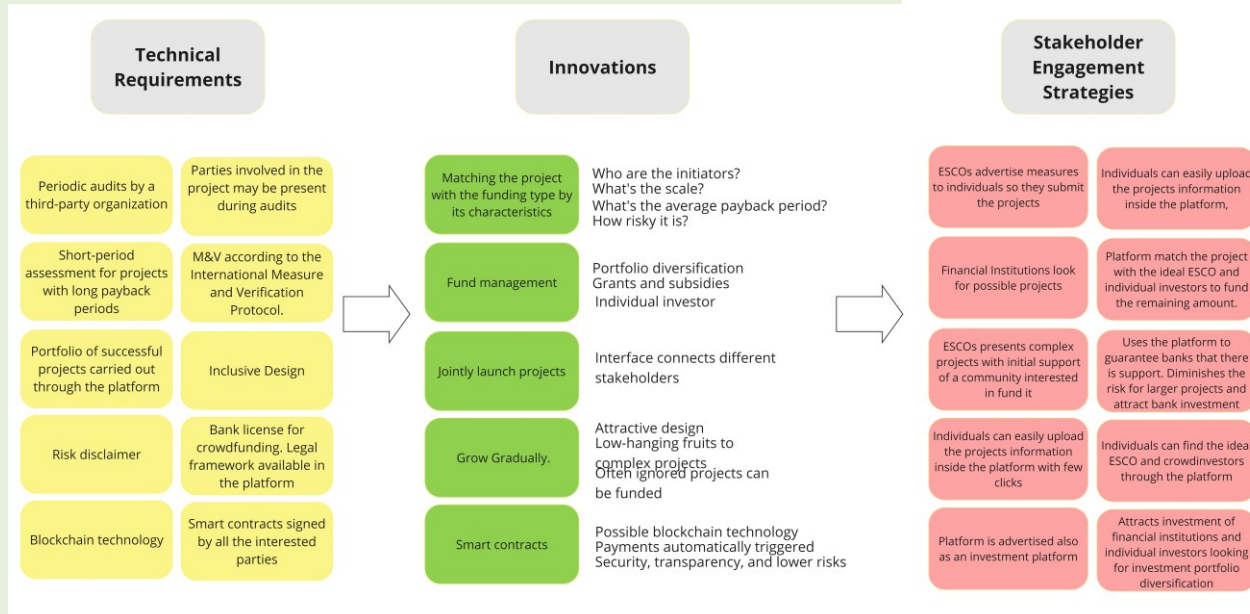 Technical
Requirements
Innovations
Stakeholder
Engagement
Strategies
Periodic audits by a
third-party organization
Parties involved in the
project may be present
during audits
Short-period
assessment for projects
with long payback
periods
M&V according to the
International Measure
and Verification
Protocol.
Portfolio of successful
projects carried out
through the platform
Inclusive Design
Risk disclaimer
Bank license for
crowdfunding. Legal
framework available in
the platform
Blockchain technology
Smart contracts signed
by all the interested
parties
Matching the project
with the funding type by
its characteristics
Who are the initiators?
What's the scale?
What's the average payback period?
How risky it is?
Fund management
Portfolio diversification
Grants and subsidies
Individual investor
Jointly launch projects
Interface connects different
stakeholders
Grow Gradually.
Attractive design
Low-hanging fruits to
complex projects
Often ignored projects can
be funded
Smart contracts
Possible blockchain technology
Payments automatically triggered
Security, transparency, and lower risks
ESCOs advertise measures
to individuals so they submit
the projects
Individuals can easily upload
the projects information
inside the platform,
Financial Institutions look
for possible projects
Platform match the project
with the ideal ESCO and
individual investors to fund
the remaining amount.
ESCOs presents complex
projects with initial support
of a community interested
in fund it
Uses the platform to
guarantee banks that there
is support. Diminishes the
risk for larger projects and
attract bank investment
Individuals can easily upload
the projects information
inside the platform with few
clicks
Individuals can find the ideal
ESCO and crowdinvestors
through the platform
Platform is advertised also
as an investment platform
Attracts investment of
financial institutions and
individual investors looking
for investment portfolio
diversification